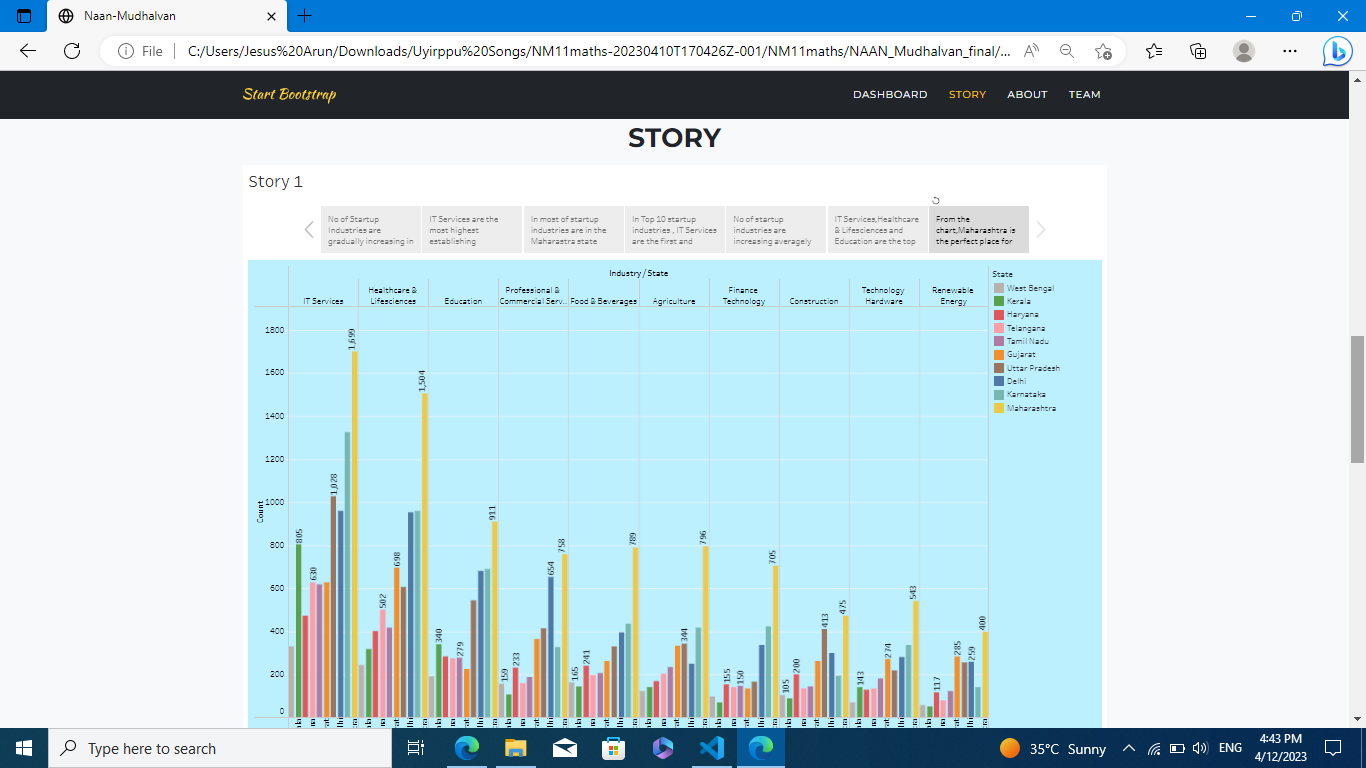 Naan-Mudhalvan
File
C:/Users/Jesus%20Arun/Downloads/Uyirppu%20Songs/NM11maths-20230410T170426Z-001/NM11maths/NAAN_Mudhalvan_final/...
Start Bootstrap
DASHBOARD
STORY
ABOUT
TEAM
STORY
Story 1
No of Startup
Industries are
gradually increasing in
IT Services are the
most highest
establishing
In most of startup
industries are in the
Maharastra state
In Top 10 startup
industries , IT Services
are the first and
No of startup
industries are
increasing averagely
IT Services,Healthcare
& Lifesciences and
Education are the top
From the
chart,Maharashtra is
the perfect place for
Industry / State
IT Services
Healthcare &
Lifesciences
Education
Professional &
Commercial Serv..
Food & Beverages
Agriculture
Finance
Technology
Construction
Technology
Hardware
Renewable
Energy
State
West Bengal
Kerala
Haryana
Telangana
Tamil Nadu
Gujarat
Uttar Pradesh
Delhi
Karnataka
Maharashtra
Count
1800
1600
1400
1200
1000
800
600
400
200
0
805
630
1,028
1,699
502
698
1,504
340
279
911
159
233
654
758
165
241
789
344
796
155
150
705
105
200
413
475
143
274
543
117
285
259
400
Type here to search
35°C Sunny
ENG
4:43 PM
4/12/2023